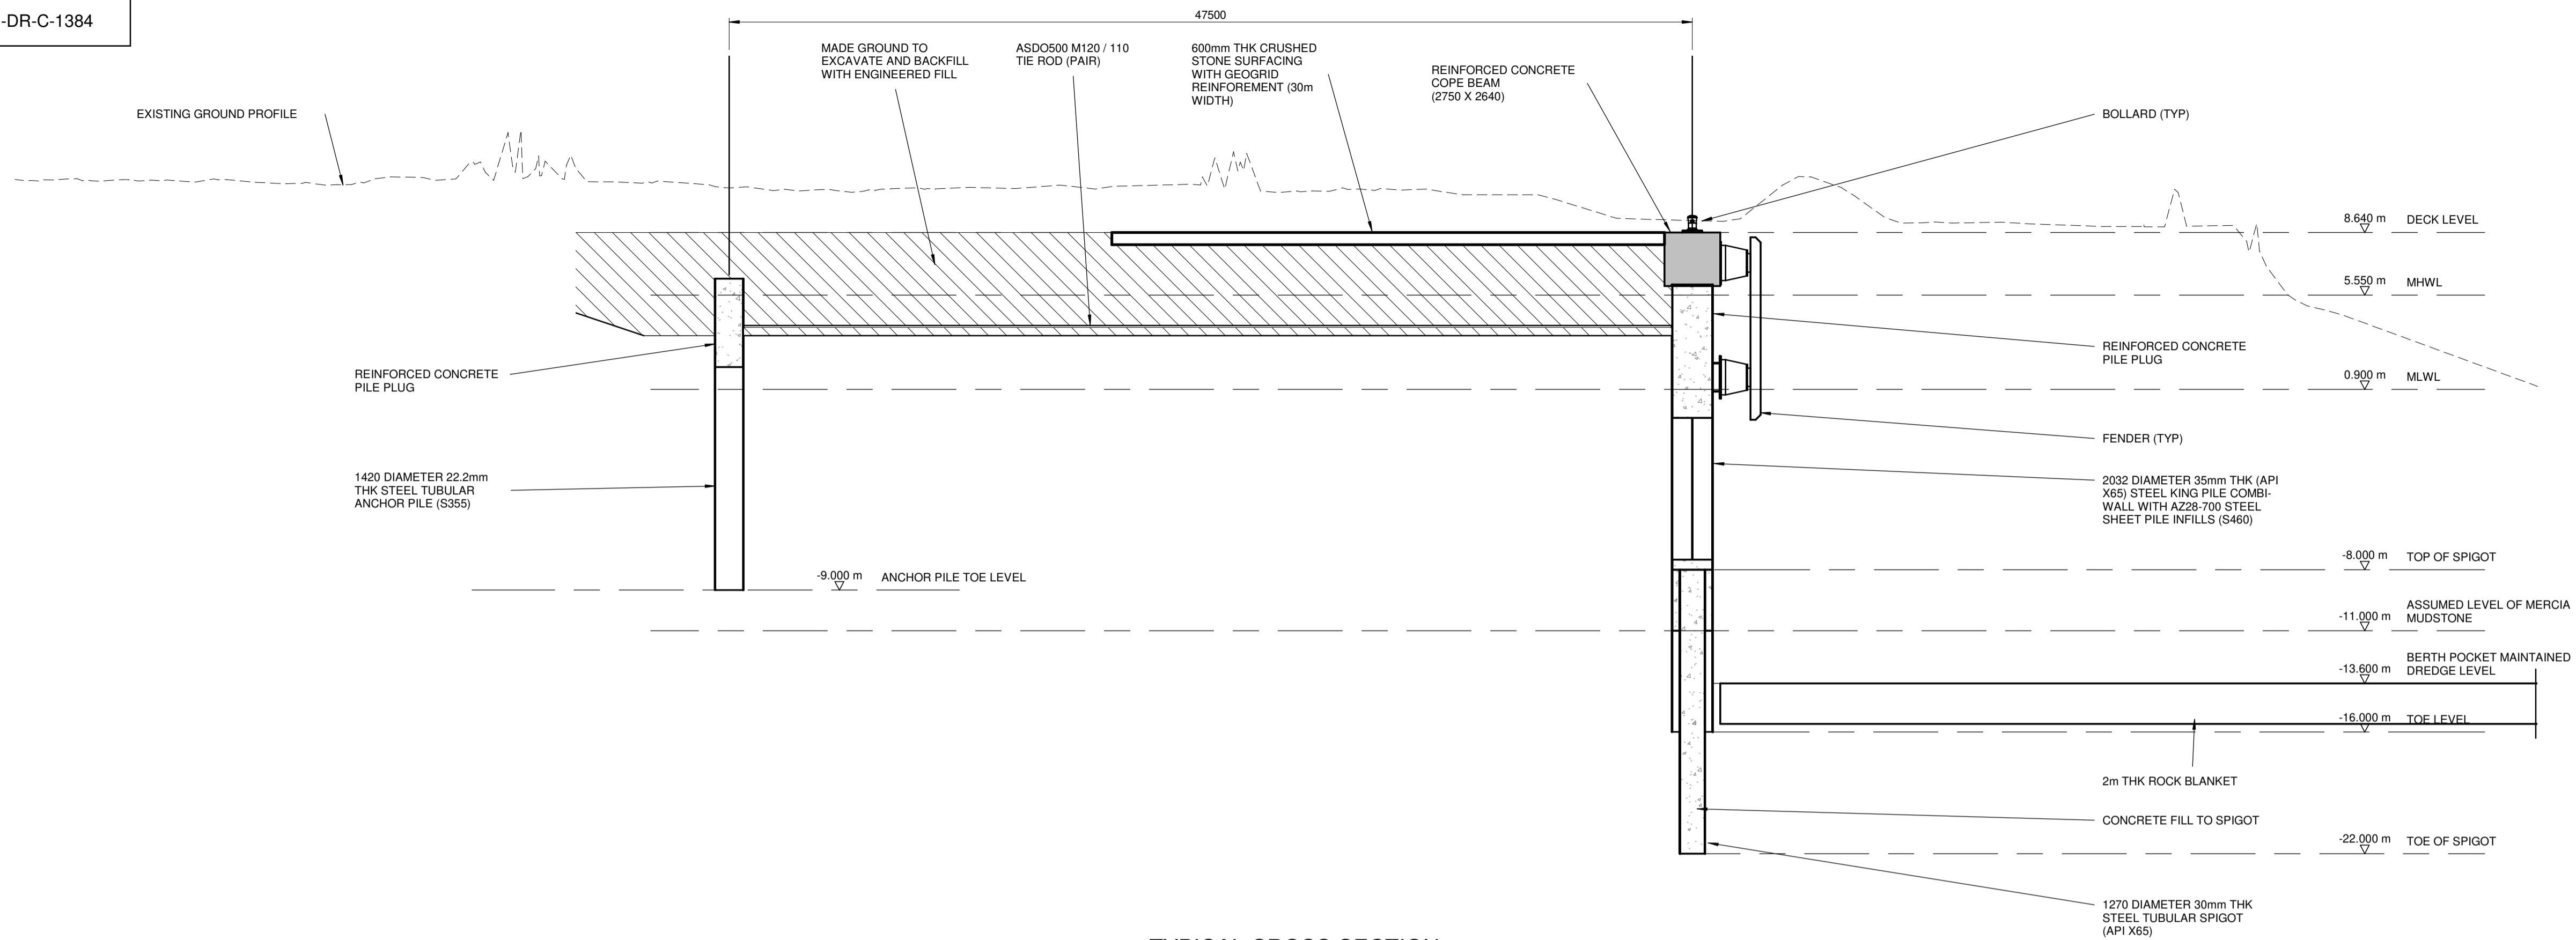 -DR-C-1384
47500
MADE GROUND TO
EXCAVATE AND BACKFILL
WITH ENGINEERED FILL
ASDO500 M120 / 110
TIE ROD (PAIR)
600mm THK CRUSHED
STONE SURFACING
WITH GEOGRID
REINFOREMENT (30m
WIDTH)
REINFORCED CONCRETE
COPE BEAM
(2750 X 2640)
EXISTING GROUND PROFILE
BOLLARD (TYP)
8.640 m DECK LEVEL
5.550 m MHWL
REINFORCED CONCRETE
PILE PLUG
REINFORCED CONCRETE
PILE PLUG
0.900 m MLWL
FENDER (TYP)
1420 DIAMETER 22.2mm
THK STEEL TUBULAR
ANCHOR PILE (S355)
2032 DIAMETER 35mm THK (API
X65) STEEL KING PILE COMBI-
WALL WITH AZ28-700 STEEL
SHEET PILE INFILLS (S460)
-8.000 m TOP OF SPIGOT
-9.000 m ANCHOR PILE TOE LEVEL
ASSUMED LEVEL OF MERCIA
-11.000 m MUDSTONE
BERTH POCKET MAINTAINED
-13.600 m DREDGE LEVEL
-16.000 m TOE LEVEL
2m THK ROCK BLANKET
CONCRETE FILL TO SPIGOT
-22.000 m TOE OF SPIGOT
1270 DIAMETER 30mm THK
STEEL TUBULAR SPIGOT
(API X65)
TYPICAL CROSS SECTION